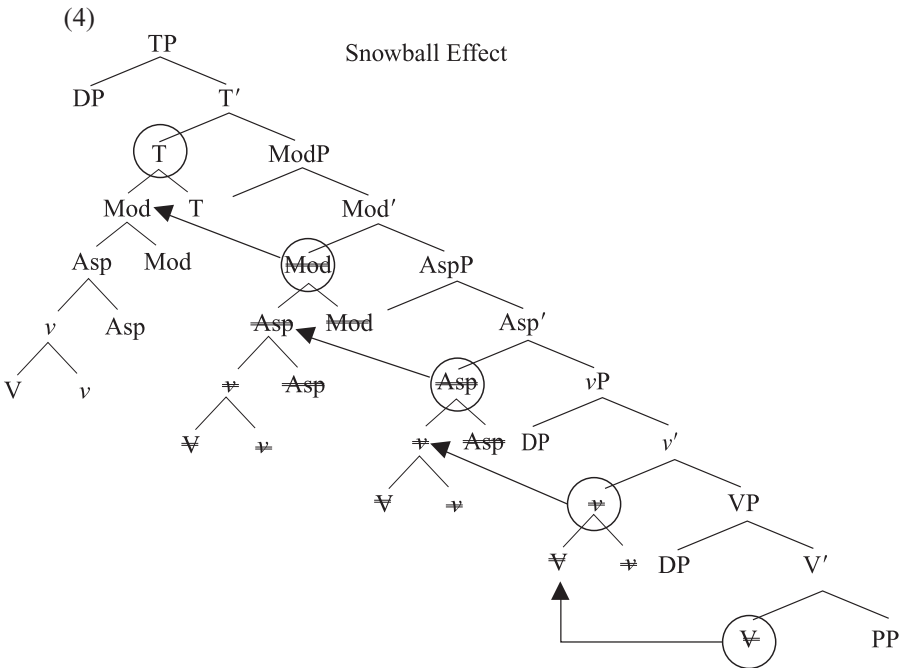 (4)
TP Snowball Effect
DP T′
T ModP
Mod T Mod′
Asp Mod Mod AspP
v Asp Asp Mod Asp′
V v v Asp Asp vP
V v v Asp DP v′
V v v VP
V v DP V′
V PP